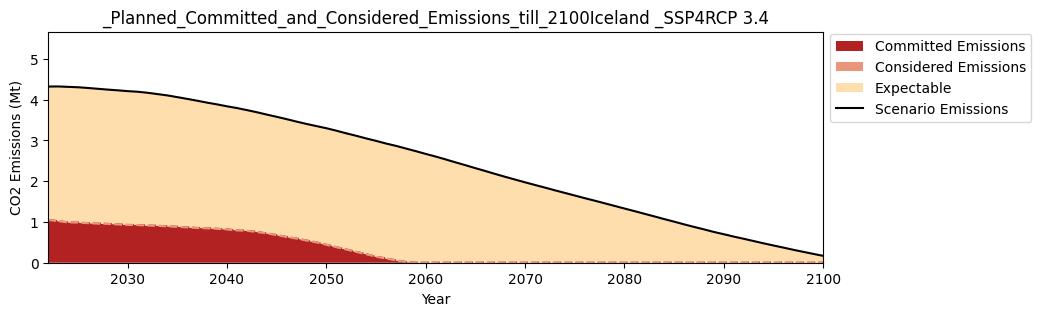 _Planned_Committed_and_Considered_Emissions_till_2100Iceland _SSP4RCP 3.4
CO2 Emissions (Mt)
5
4
3
2
1
0
2030 2040 2050 2060 2070 2080 2090 2100
Year
Committed Emissions
Considered Emissions
Expectable
Scenario Emissions